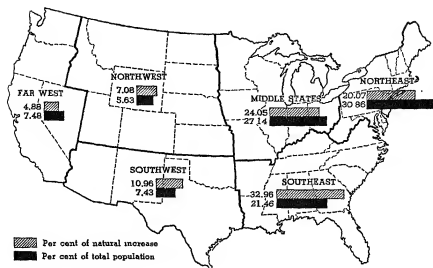 NORTHWEST
7.08
5.63
FAR WEST
4.88
7.48
NORTHEAST
20.07
30.86
MIDDLE STATES
24.05
27.14
SOUTHWEST
10.96
7.43
SOUTHEAST
32.96
21.46
Per cent of natural increase
Per cent of total population